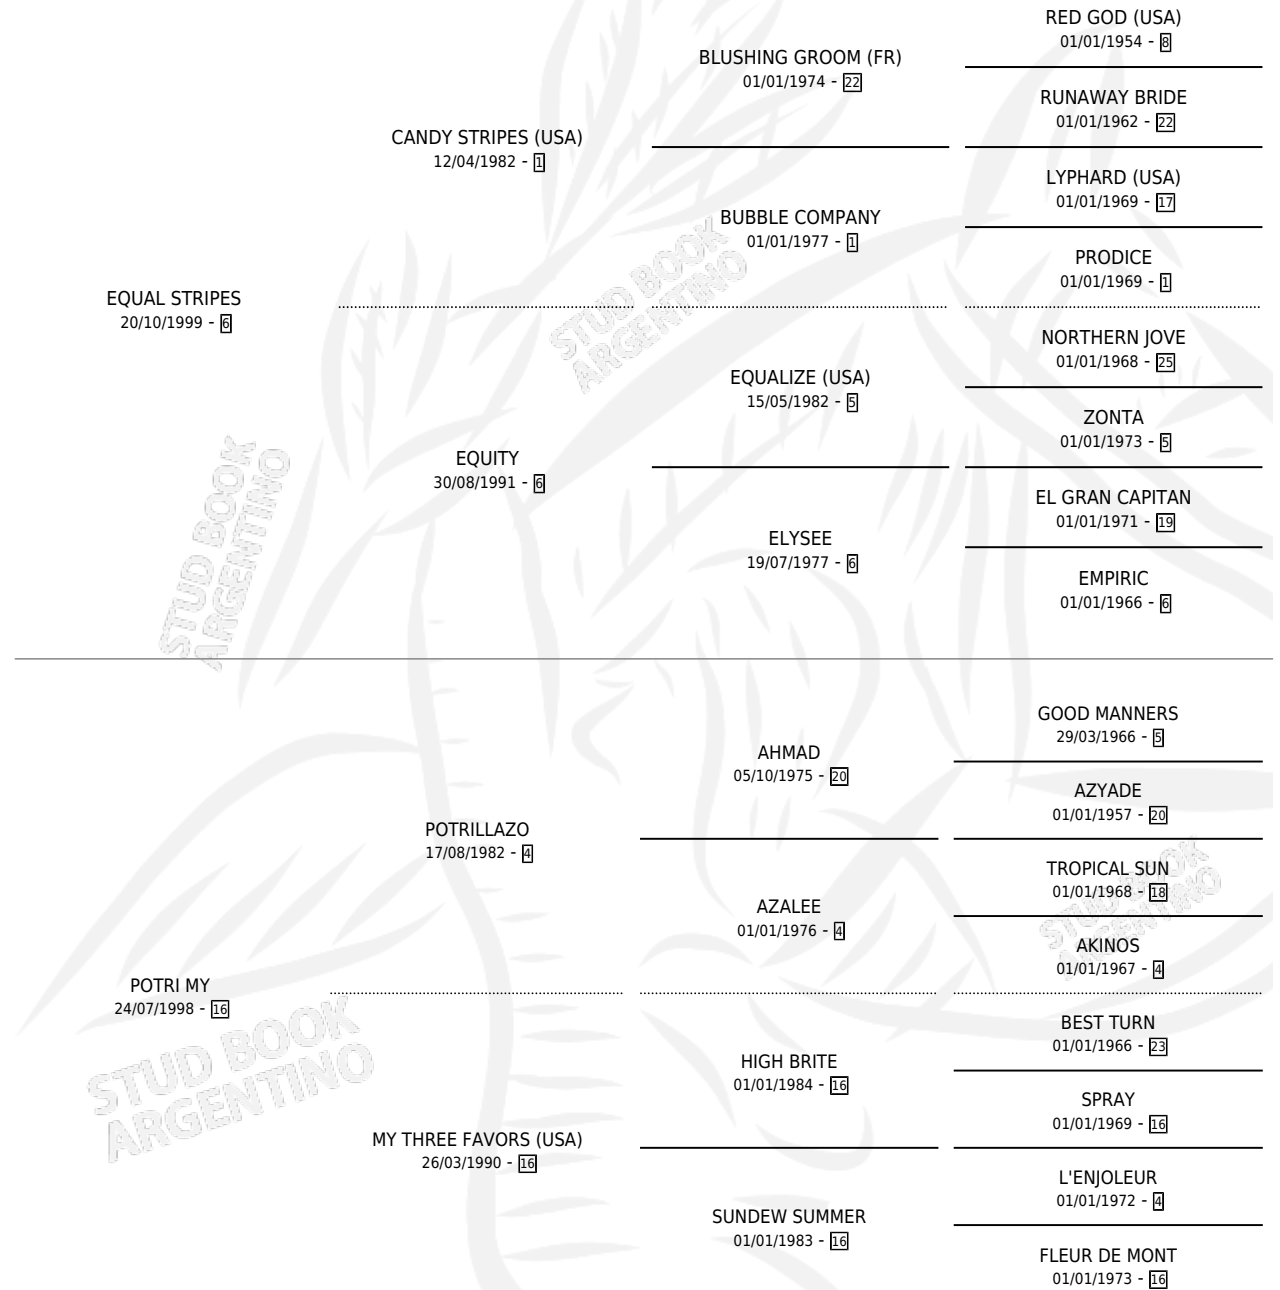 RED GOD (USA)
01/01/1954 - 8
BLUSHING GROOM (FR)
01/01/1974 - 22
RUNAWAY BRIDE
01/01/1962 - 22
CANDY STRIPES (USA)
12/04/1982 - 1
LYPHARD (USA)
01/01/1969 - 17
BUBBLE COMPANY
01/01/1977 - 1
PRODICE
01/01/1969 - 1
EQUAL STRIPES
20/10/1999 - 6
STUD BOOK
ARGENTINO
NORTHERN JOVE
01/01/1968 - 25
EQUALIZE (USA)
15/05/1982 - 5
ZONTA
01/01/1973 - 5
EQUITY
30/08/1991 - 6
EL GRAN CAPITAN
01/01/1971 - 19
ELYSEE
19/07/1977 - 6
EMPIRIC
01/01/1966 - 6
STUD BOOK
ARGENTINO
GOOD MANNERS
29/03/1966 - 5
AHMAD
05/10/1975 - 20
AZYADE
01/01/1957 - 20
POTRILLAZO
17/08/1982 - 4
TROPICAL SUN
01/01/1968 - 18
AZALEE
01/01/1976 - 4
STUD BOOK
ARGENTINO
AKINOS
01/01/1967 - 4
POTRI MY
24/07/1998 - 16
BEST TURN
01/01/1966 - 23
HIGH BRITE
01/01/1984 - 16
SPRAY
01/01/1969 - 16
STUD BOOK
ARGENTINO
MY THREE FAVORS (USA)
26/03/1990 - 16
L'ENJOLEUR
01/01/1972 - 4
SUNDEW SUMMER
01/01/1983 - 16
FLEUR DE MONT
01/01/1973 - 16